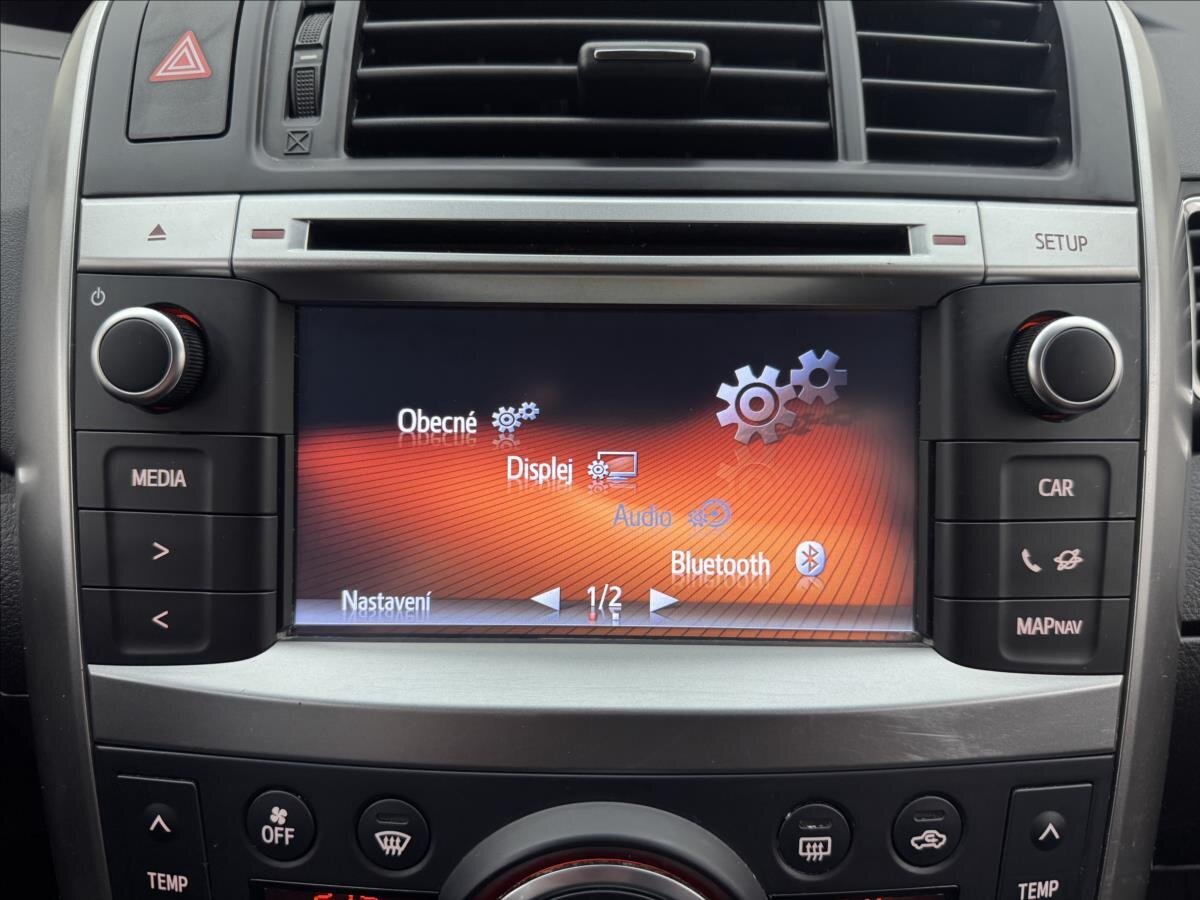 SETUP
Obecné
Displej
Audio
Bluetooth
Nastavení
1/2
MEDIA
>
<
CAR
MAPNAV
OFF
TEMP
TEMP